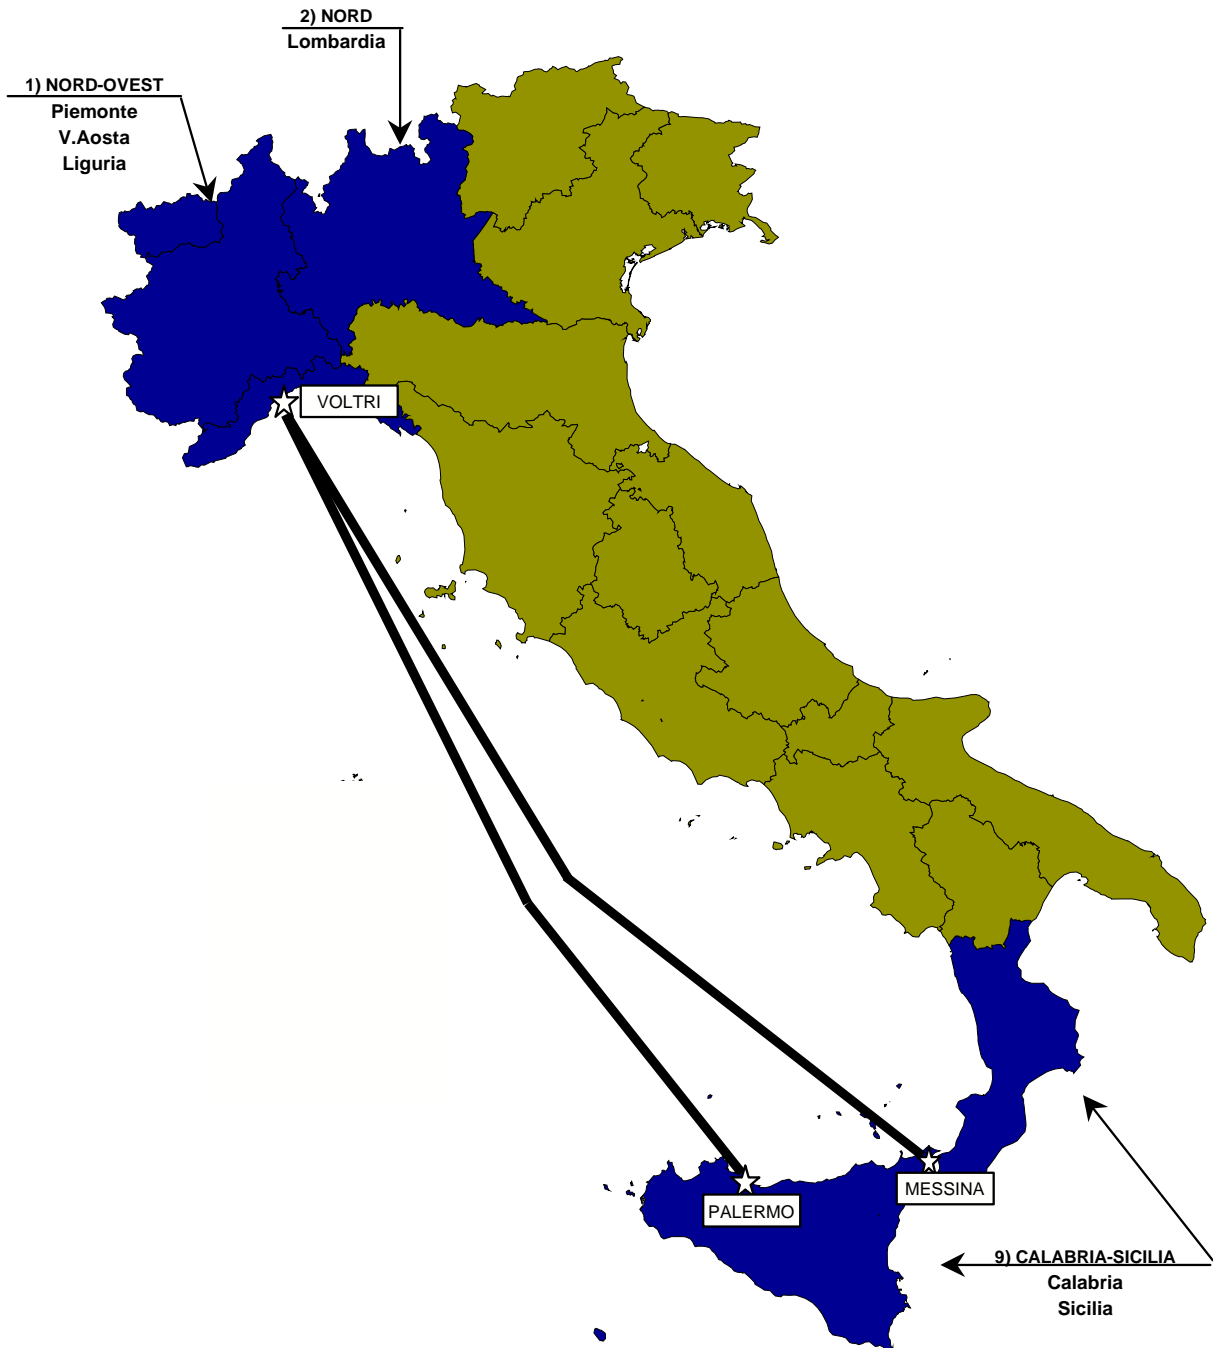 2) NORD
Lombardia
1) NORD-OVEST
Piemonte
V.Aosta
Liguria
VOLTRI
MESSINA
PALERMO
9) CALABRIA-SICILIA
Calabria
Sicilia